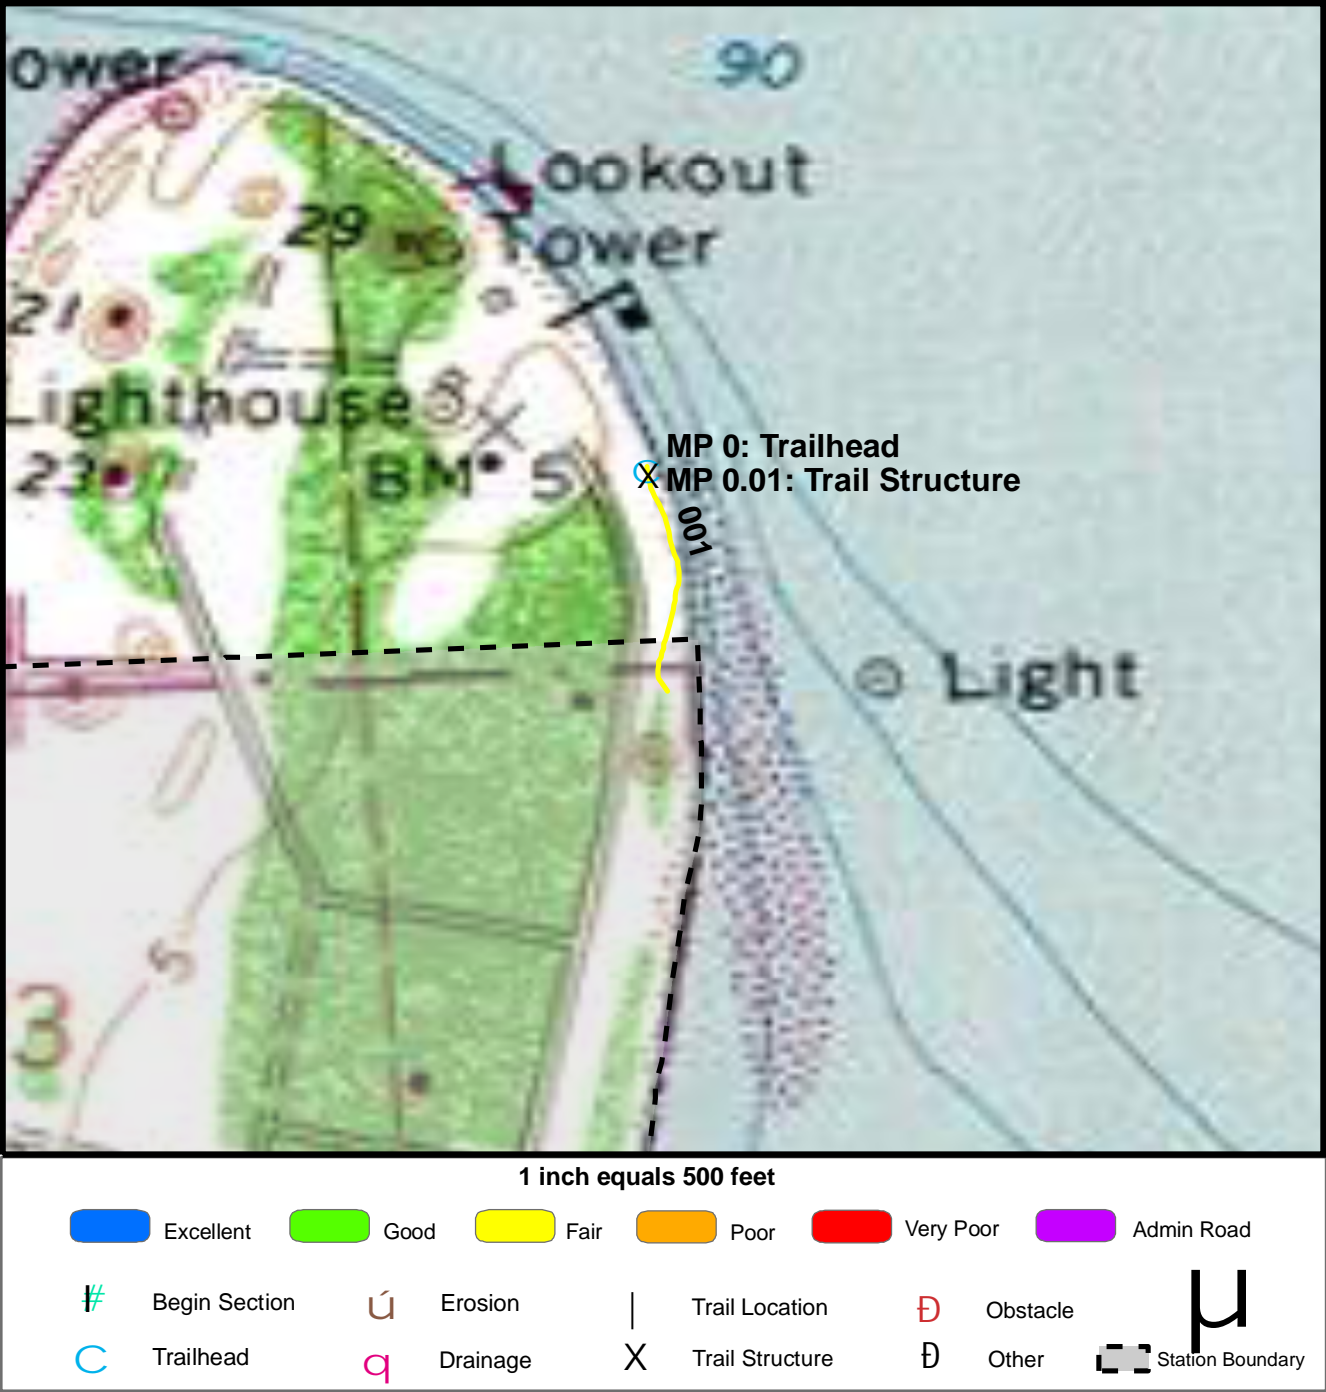 ower
90
Lookout
Tower
29
21
Lighthouse
8
23
BM 5
MP 0: Trailhead
MP 0.01: Trail Structure
001
Light
5
3
1 inch equals 500 feet
Excellent
Good
Fair
Poor
Very Poor
Admin Road
# Begin Section
ú Erosion
| Trail Location
Ð Obstacle
µ
C Trailhead
q Drainage
X Trail Structure
Ð Other
Station Boundary